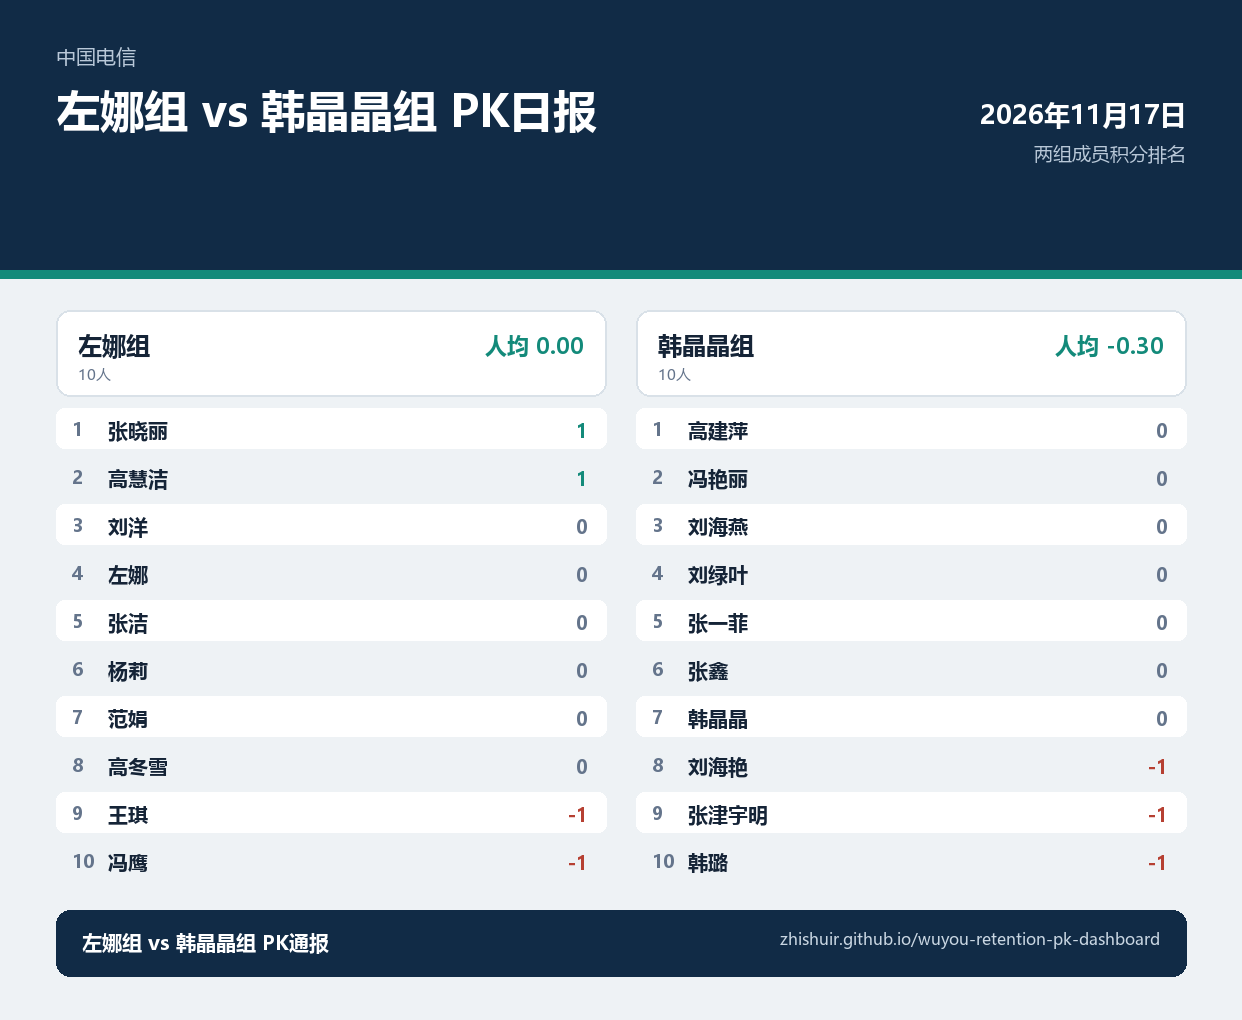 中国电信
左娜组 vs 韩晶晶组 PK日报
2026年11月17日
两组成员积分排名
左娜组 人均 0.00
10人
1 张晓丽 1
2 高慧洁 1
3 刘洋 0
4 左娜 0
5 张洁 0
6 杨莉 0
7 范娟 0
8 高冬雪 0
9 王琪 -1
10 冯鹰 -1
韩晶晶组 人均 -0.30
10人
1 高建萍 0
2 冯艳丽 0
3 刘海燕 0
4 刘绿叶 0
5 张一菲 0
6 张鑫 0
7 韩晶晶 0
8 刘海艳 -1
9 张津宇明 -1
10 韩璐 -1
左娜组 vs 韩晶晶组 PK通报
zhishuir.github.io/wuyou-retention-pk-dashboard